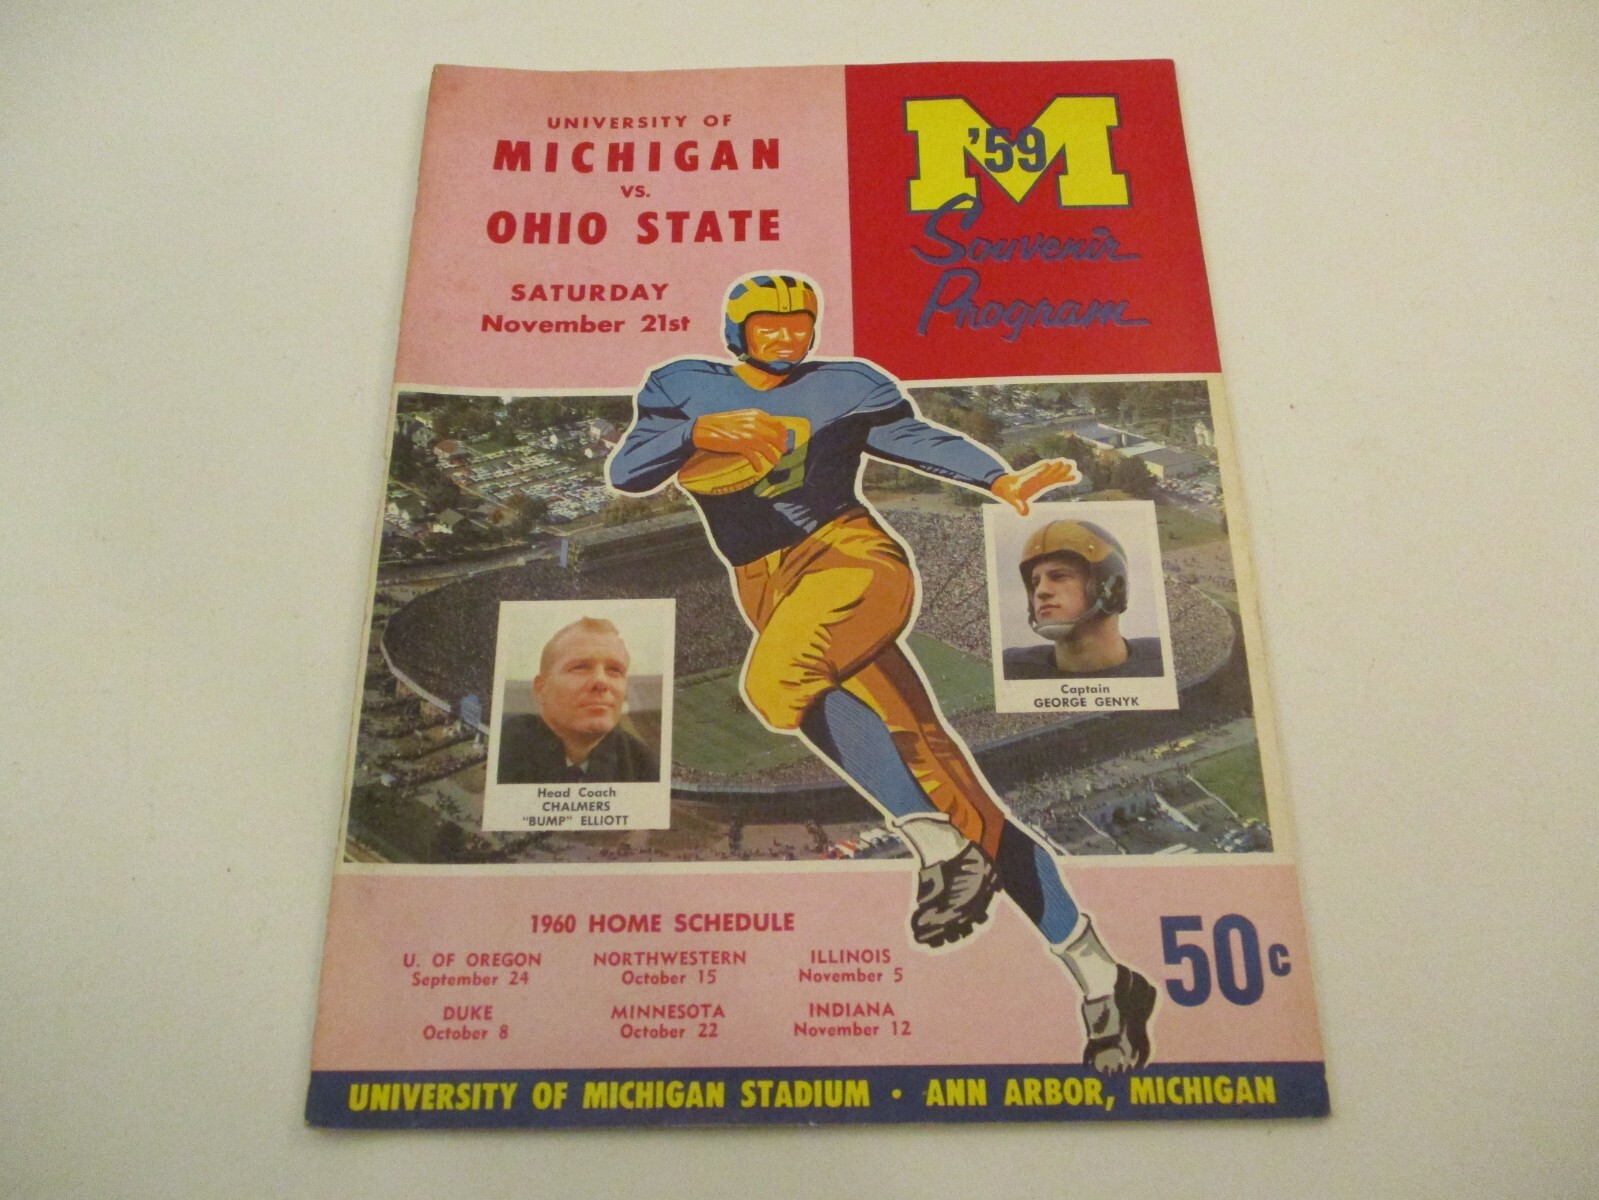 UNIVERSITY OF
MICHIGAN
VS.
OHIO STATE
SATURDAY
November 21st
M
'59
Souvenir
Program
Captain
GEORGE GENYK
Head Coach
CHALMERS
"BUMP" ELLIOTT
1960 HOME SCHEDULE
U. OF OREGON
September 24
NORTHWESTERN
October 15
ILLINOIS
November 5
DUKE
October 8
MINNESOTA
October 22
INDIANA
November 12
50c
UNIVERSITY OF MICHIGAN STADIUM • ANN ARBOR, MICHIGAN